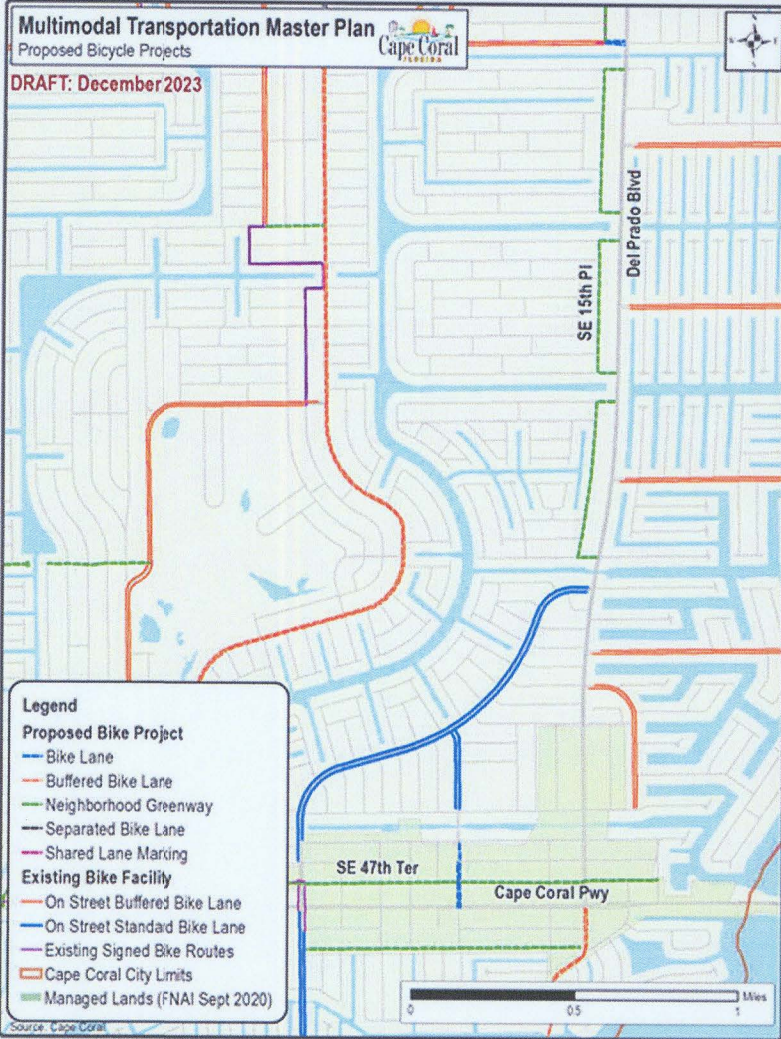 Multimodal Transportation Master Plan
Proposed Bicycle Projects
Cape Coral
FLORIDA
DRAFT: December 2023
Del Prado Blvd
SE 15th Pl
SE 47th Ter
Cape Coral Pwy
Legend
Proposed Bike Project
Bike Lane
Buffered Bike Lane
Neighborhood Greenway
Separated Bike Lane
Shared Lane Marking
Existing Bike Facility
On Street Buffered Bike Lane
On Street Standard Bike Lane
Existing Signed Bike Routes
Cape Coral City Limits
Managed Lands (FNAI Sept 2020)
Source: Cape Coral
0 0.5 1 Miles